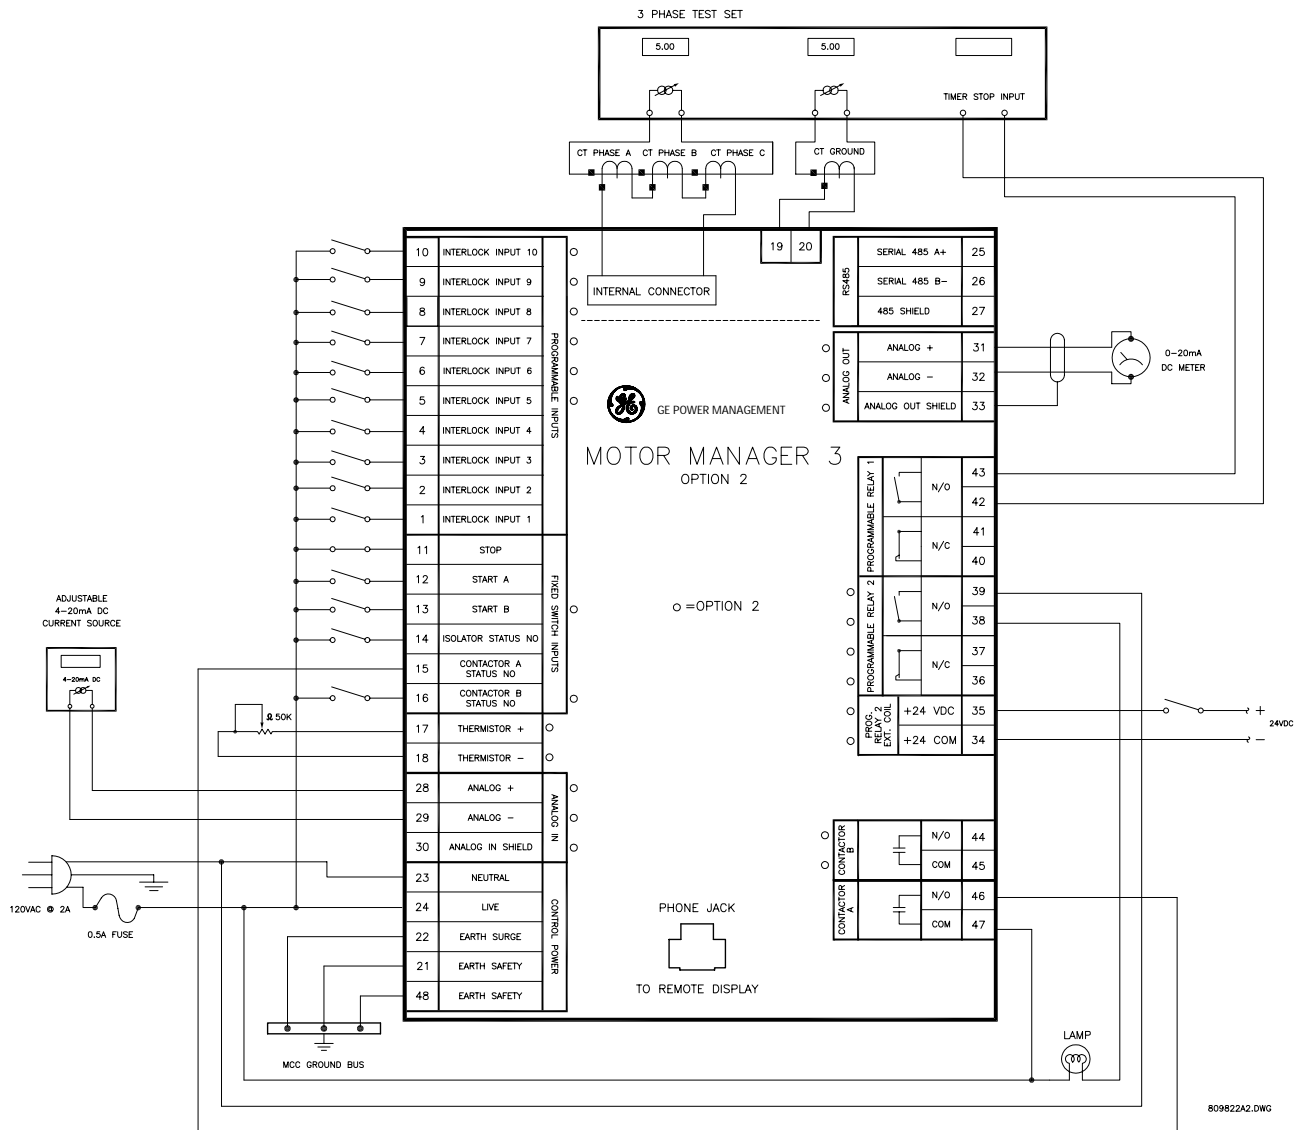 3 PHASE TEST SET
5.00
5.00
TIMER STOP INPUT
CT PHASE A
CT PHASE B
CT PHASE C
CT GROUND
19
20
INTERNAL CONNECTOR
10 INTERLOCK INPUT 10
9 INTERLOCK INPUT 9
8 INTERLOCK INPUT 8
7 INTERLOCK INPUT 7
6 INTERLOCK INPUT 6
5 INTERLOCK INPUT 5
4 INTERLOCK INPUT 4
3 INTERLOCK INPUT 3
2 INTERLOCK INPUT 2
1 INTERLOCK INPUT 1
PROGRAMMABLE INPUTS
11 STOP
12 START A
13 START B
14 ISOLATOR STATUS NO
15 CONTACTOR A
STATUS NO
16 CONTACTOR B
STATUS NO
FIXED SWITCH INPUTS
17 THERMISTOR +
18 THERMISTOR -
28 ANALOG +
29 ANALOG -
30 ANALOG IN SHIELD
ANALOG IN
23 NEUTRAL
24 LIVE
22 EARTH SURGE
21 EARTH SAFETY
48 EARTH SAFETY
CONTROL POWER
ADJUSTABLE
4-20mA DC
CURRENT SOURCE
4-20mA DC
Ω 50K
120VAC @ 2A
0.5A FUSE
MCC GROUND BUS
GE
GE POWER MANAGEMENT
MOTOR MANAGER 3
OPTION 2
O =OPTION 2
PHONE JACK
TO REMOTE DISPLAY
RS485
SERIAL 485 A+ 25
SERIAL 485 B- 26
485 SHIELD 27
ANALOG OUT
ANALOG + 31
ANALOG - 32
ANALOG OUT SHIELD 33
0-20mA
DC METER
PROGRAMMABLE RELAY 1
N/O
43
42
N/C
41
40
PROGRAMMABLE RELAY 2
N/O
39
38
N/C
37
36
PROG.
RELAY 2
EXT. COIL
+24 VDC 35
+24 COM 34
+
24VDC
-
CONTACTOR
B
N/O 44
COM 45
CONTACTOR
A
N/O 46
COM 47
LAMP
809822A2.DWG